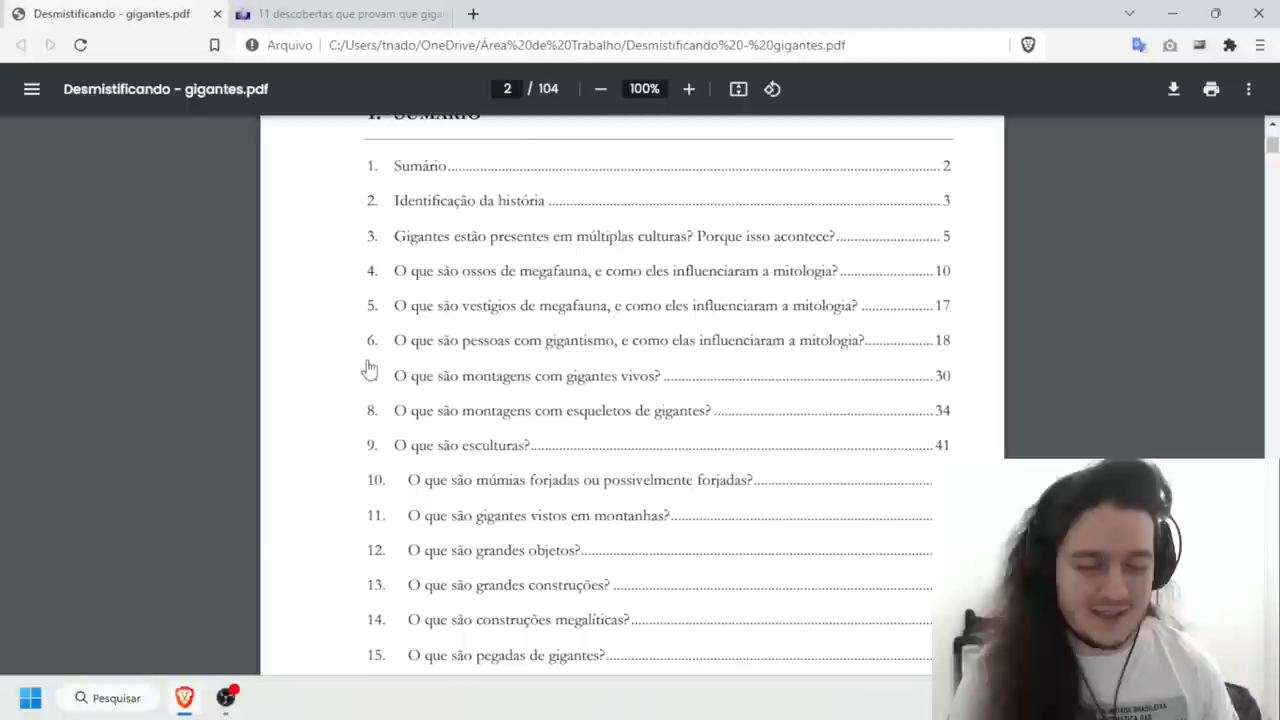 Desmistificando - gigantes.pdf
11 descobertas que provam que giga
Arquivo
C:/Users/tnado/OneDrive/Área%20de%20Trabalho/Desmistificando%20-%20gigantes.pdf
Desmistificando - gigantes.pdf
2 / 104
100%
1. SUMÁRIO
1. Sumário 2
2. Identificação da história 3
3. Gigantes estão presentes em múltiplas culturas? Porque isso acontece? 5
4. O que são ossos de megafauna, e como eles influenciaram a mitologia? 10
5. O que são vestígios de megafauna, e como eles influenciaram a mitologia? 17
6. O que são pessoas com gigantismo, e como elas influenciaram a mitologia? 18
O que são montagens com gigantes vivos? 30
8. O que são montagens com esqueletos de gigantes? 34
9. O que são esculturas? 41
10. O que são múmias forjadas ou possivelmente forjadas?
11. O que são gigantes vistos em montanhas?
12. O que são grandes objetos?
13. O que são grandes construções?
14. O que são construções megalíticas?
15. O que são pegadas de gigantes?
BRASILEIRA
Pesquisar